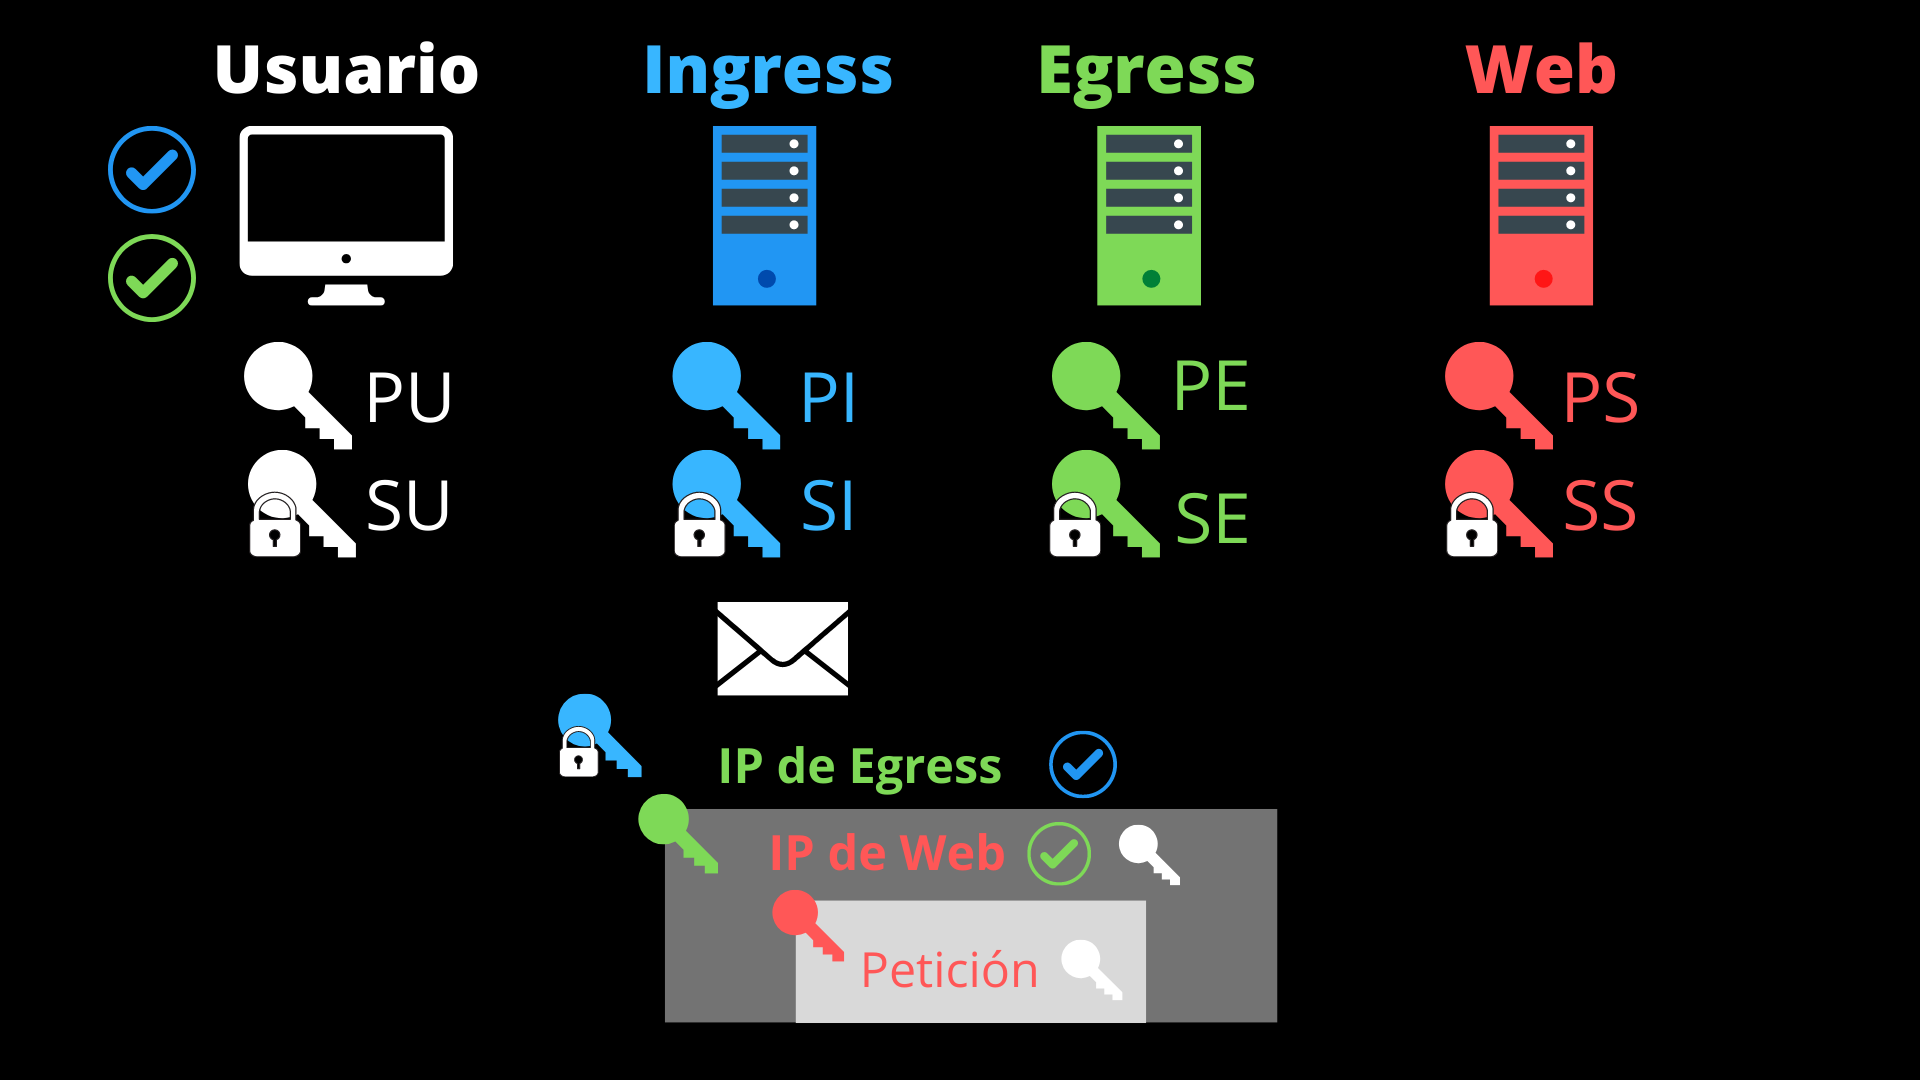 Usuario
Ingress
Egress
Web
PU
PI
PE
PS
SU
SI
SE
SS
IP de Egress
IP de Web
Petición